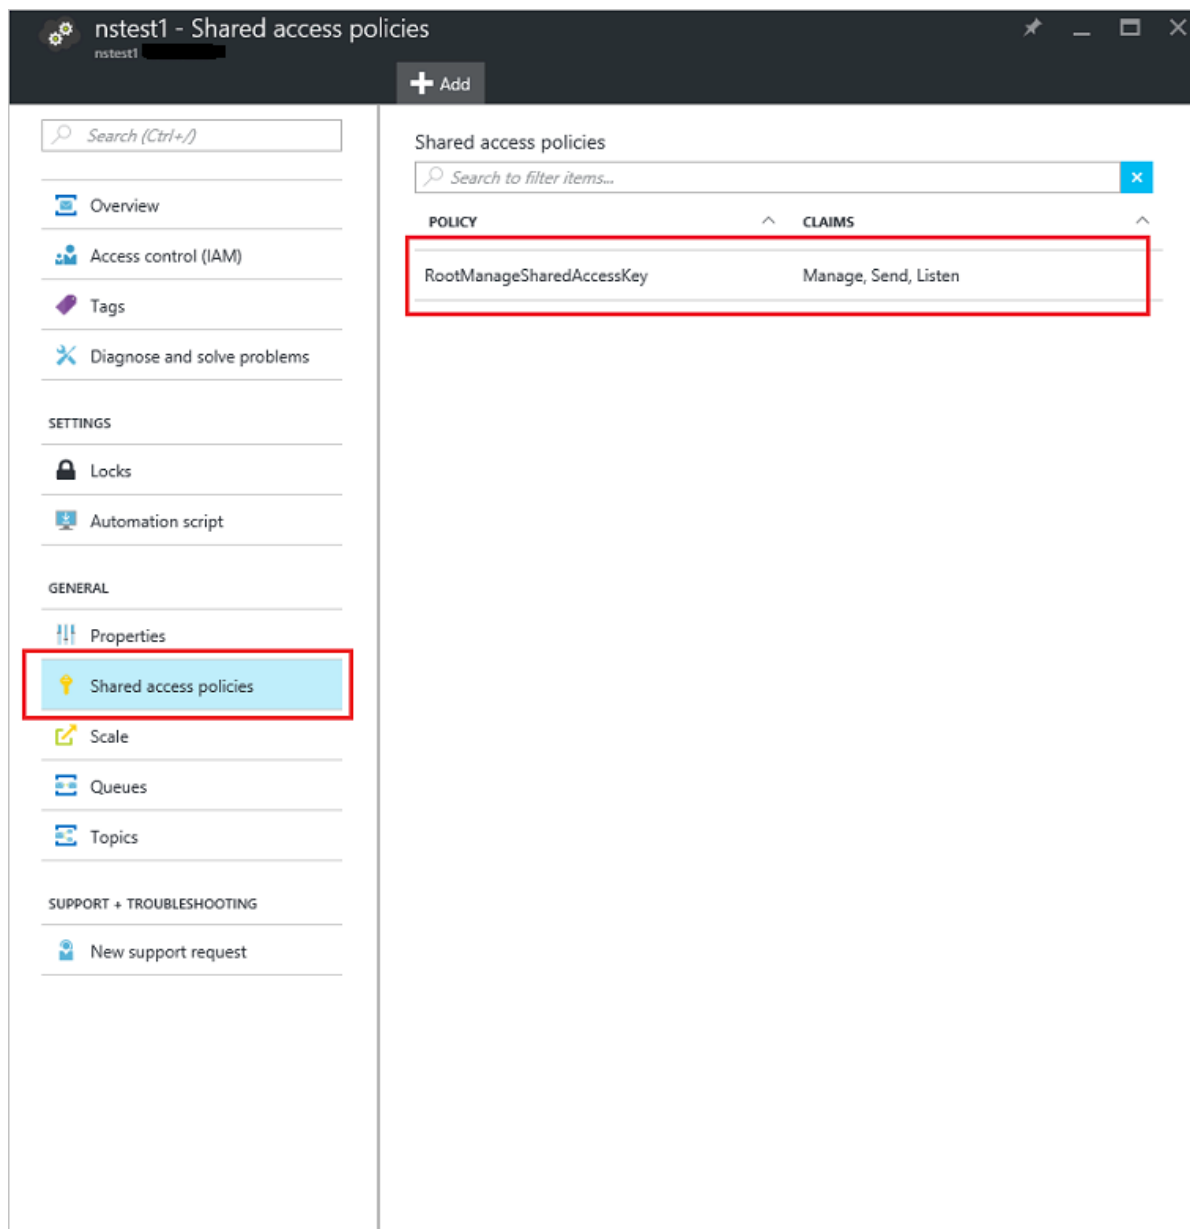 nstest1 - Shared access policies
nstest1
Add
Search (Ctrl+/)
Overview
Access control (IAM)
Tags
Diagnose and solve problems
SETTINGS
Locks
Automation script
GENERAL
Properties
Shared access policies
Scale
Queues
Topics
SUPPORT + TROUBLESHOOTING
New support request
Shared access policies
Search to filter items...
POLICY CLAIMS
RootManageSharedAccessKey Manage, Send, Listen